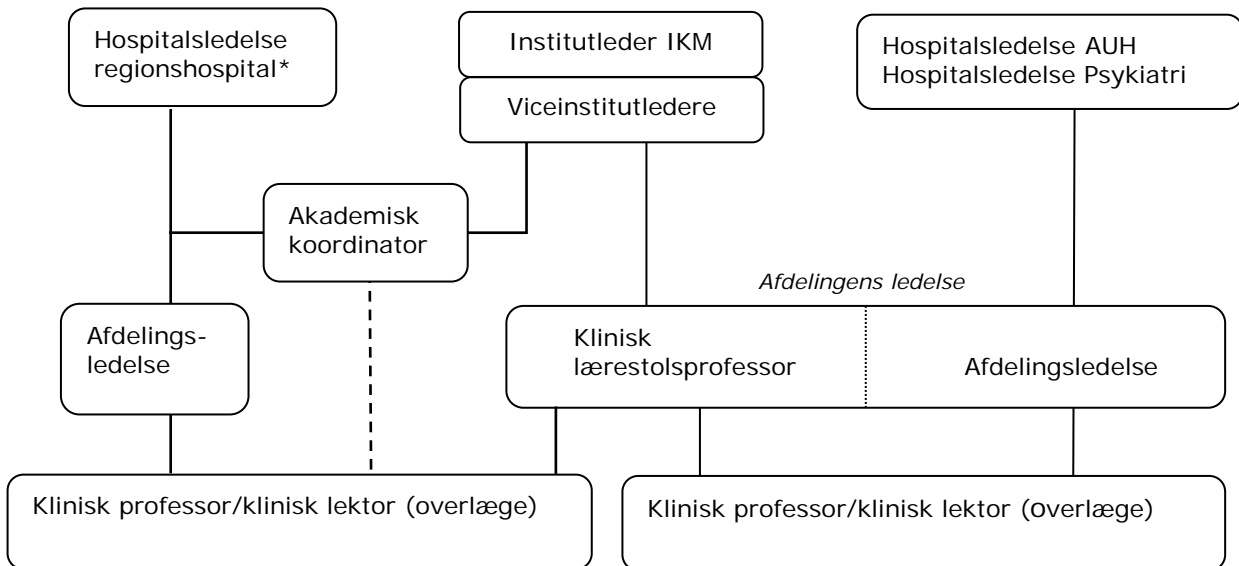 Hospitalsledelse
regionshospital*
Institutleder IKM
Viceinstitutledere
Hospitalsledelse AUH
Hospitalsledelse Psykiatri
Akademisk
koordinator
Afdelingens ledelse
Afdelings-
ledelse
Klinisk
lærestolsprofessor
Afdelingsledelse
Klinisk professor/klinisk lektor (overlæge)
Klinisk professor/klinisk lektor (overlæge)